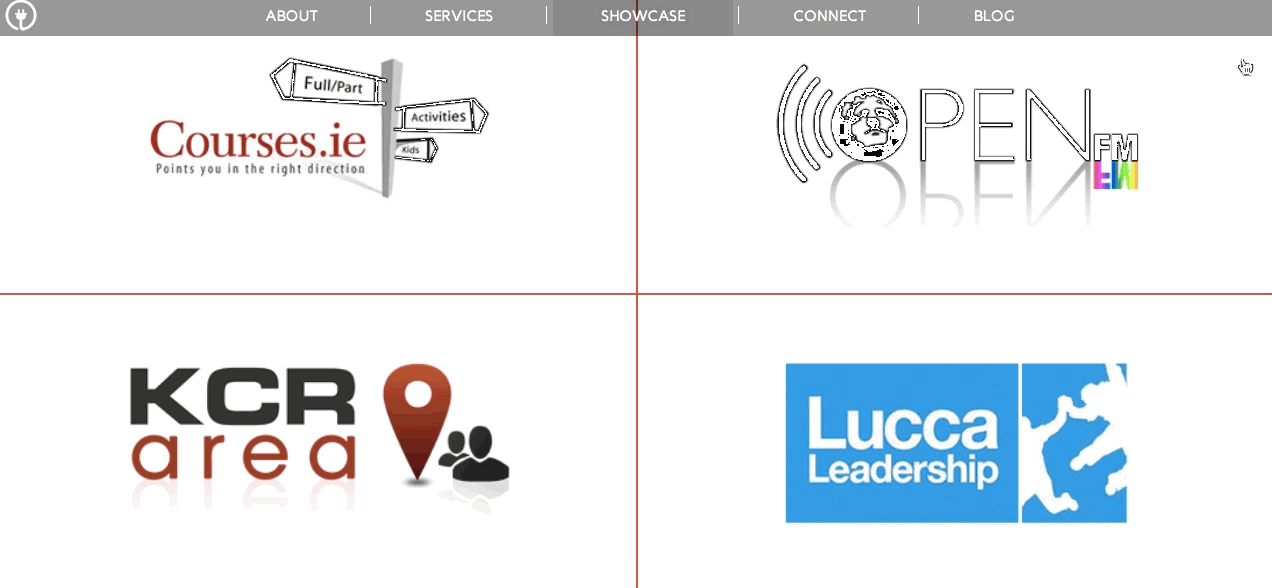 ABOUT SERVICES SHOWCASE CONNECT BLOG
Full/Part
Activities
Kids
Courses.ie
Points you in the right direction
OPEN
FM
KCR
area
Lucca
Leadership